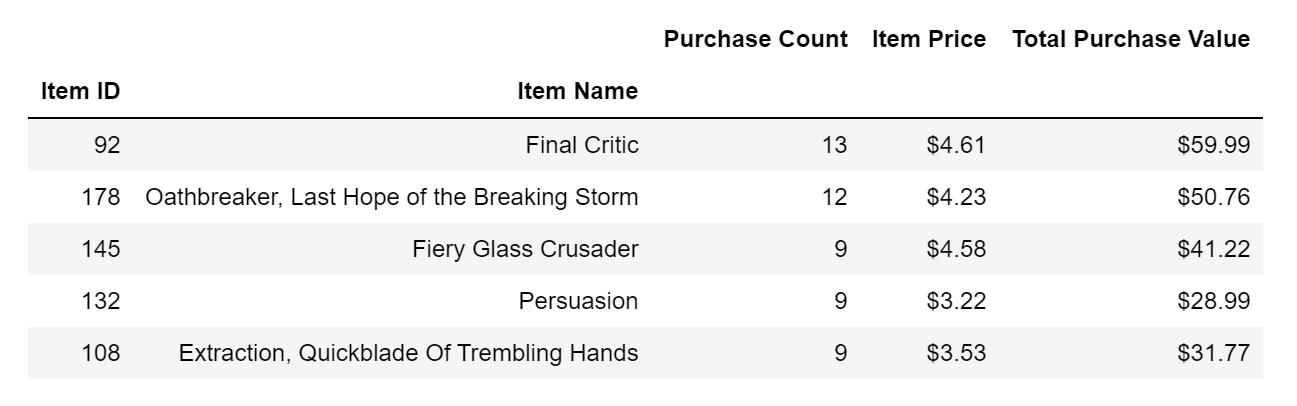 Purchase Count Item Price Total Purchase Value
Item ID Item Name
92 Final Critic 13 $4.61 $59.99
178 Oathbreaker, Last Hope of the Breaking Storm 12 $4.23 $50.76
145 Fiery Glass Crusader 9 $4.58 $41.22
132 Persuasion 9 $3.22 $28.99
108 Extraction, Quickblade Of Trembling Hands 9 $3.53 $31.77